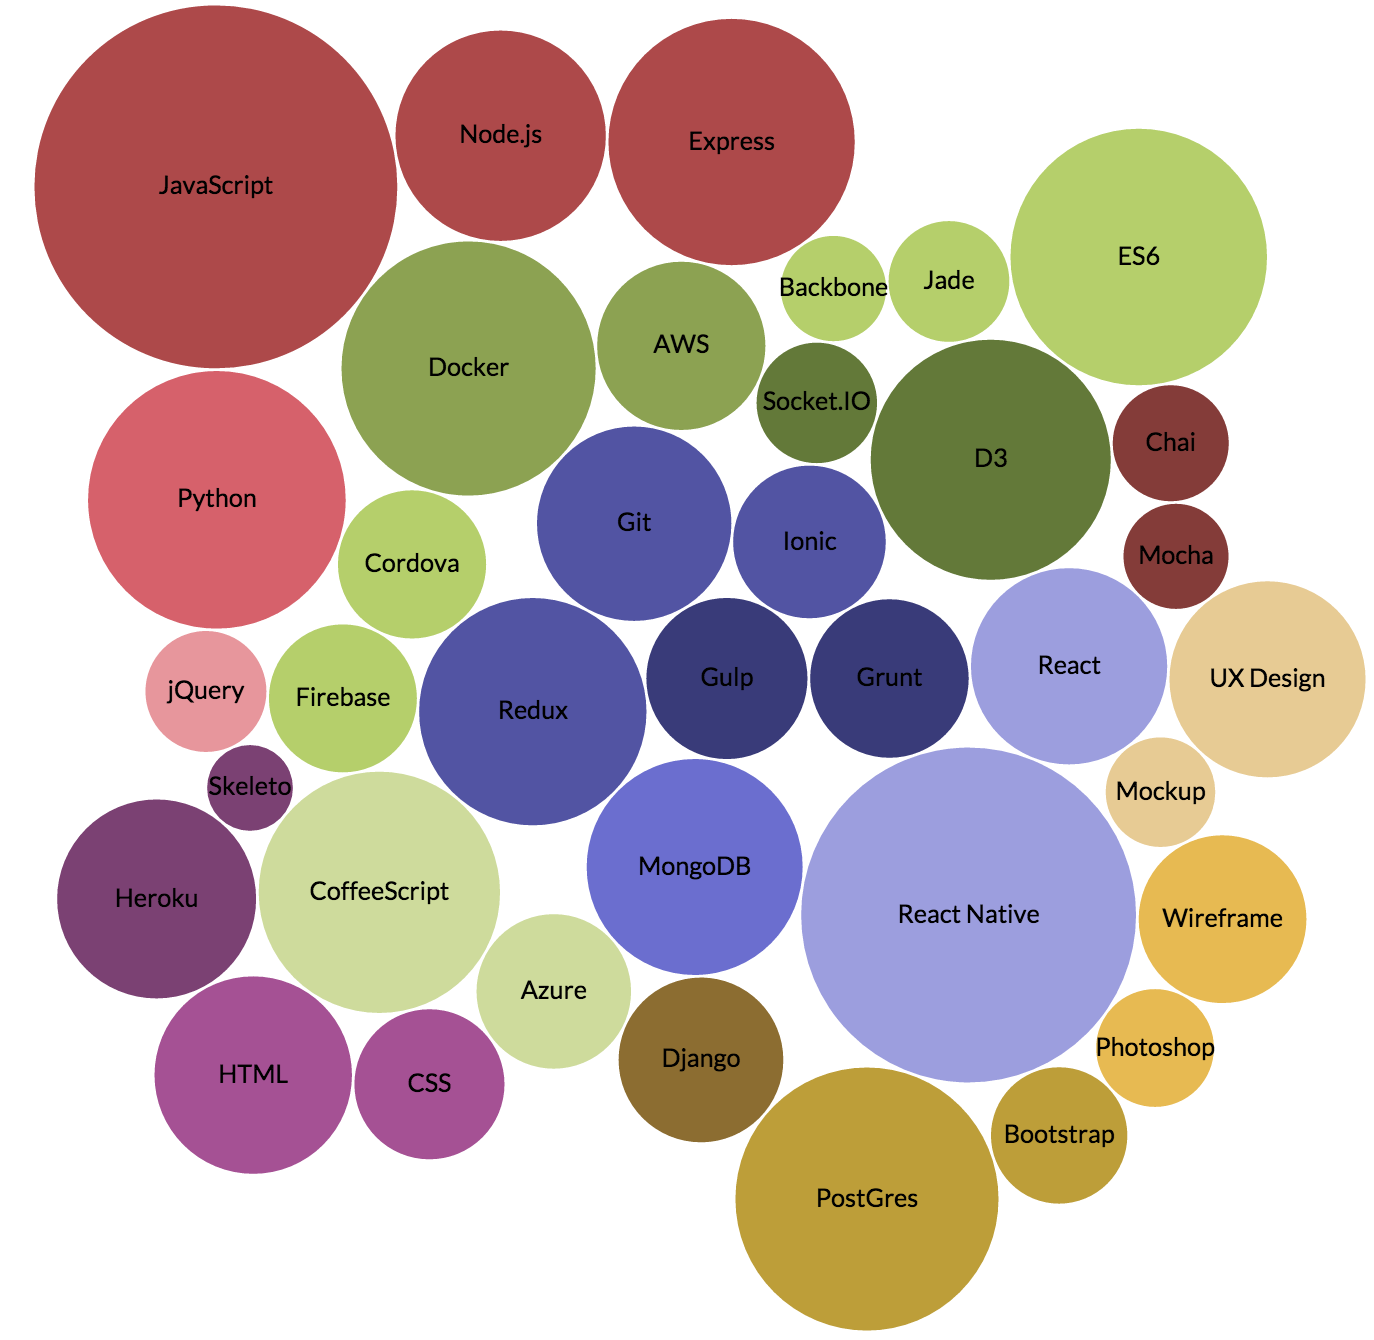 JavaScript
Node.js
Express
ES6
Backbone
Jade
Docker
AWS
Socket.IO
D3
Chai
Python
Cordova
Git
Ionic
Mocha
jQuery
Firebase
Redux
Gulp
Grunt
React
UX Design
Skeleto
Mockup
Heroku
CoffeeScript
MongoDB
React Native
Wireframe
Azure
Photoshop
HTML
CSS
Django
Bootstrap
PostGres